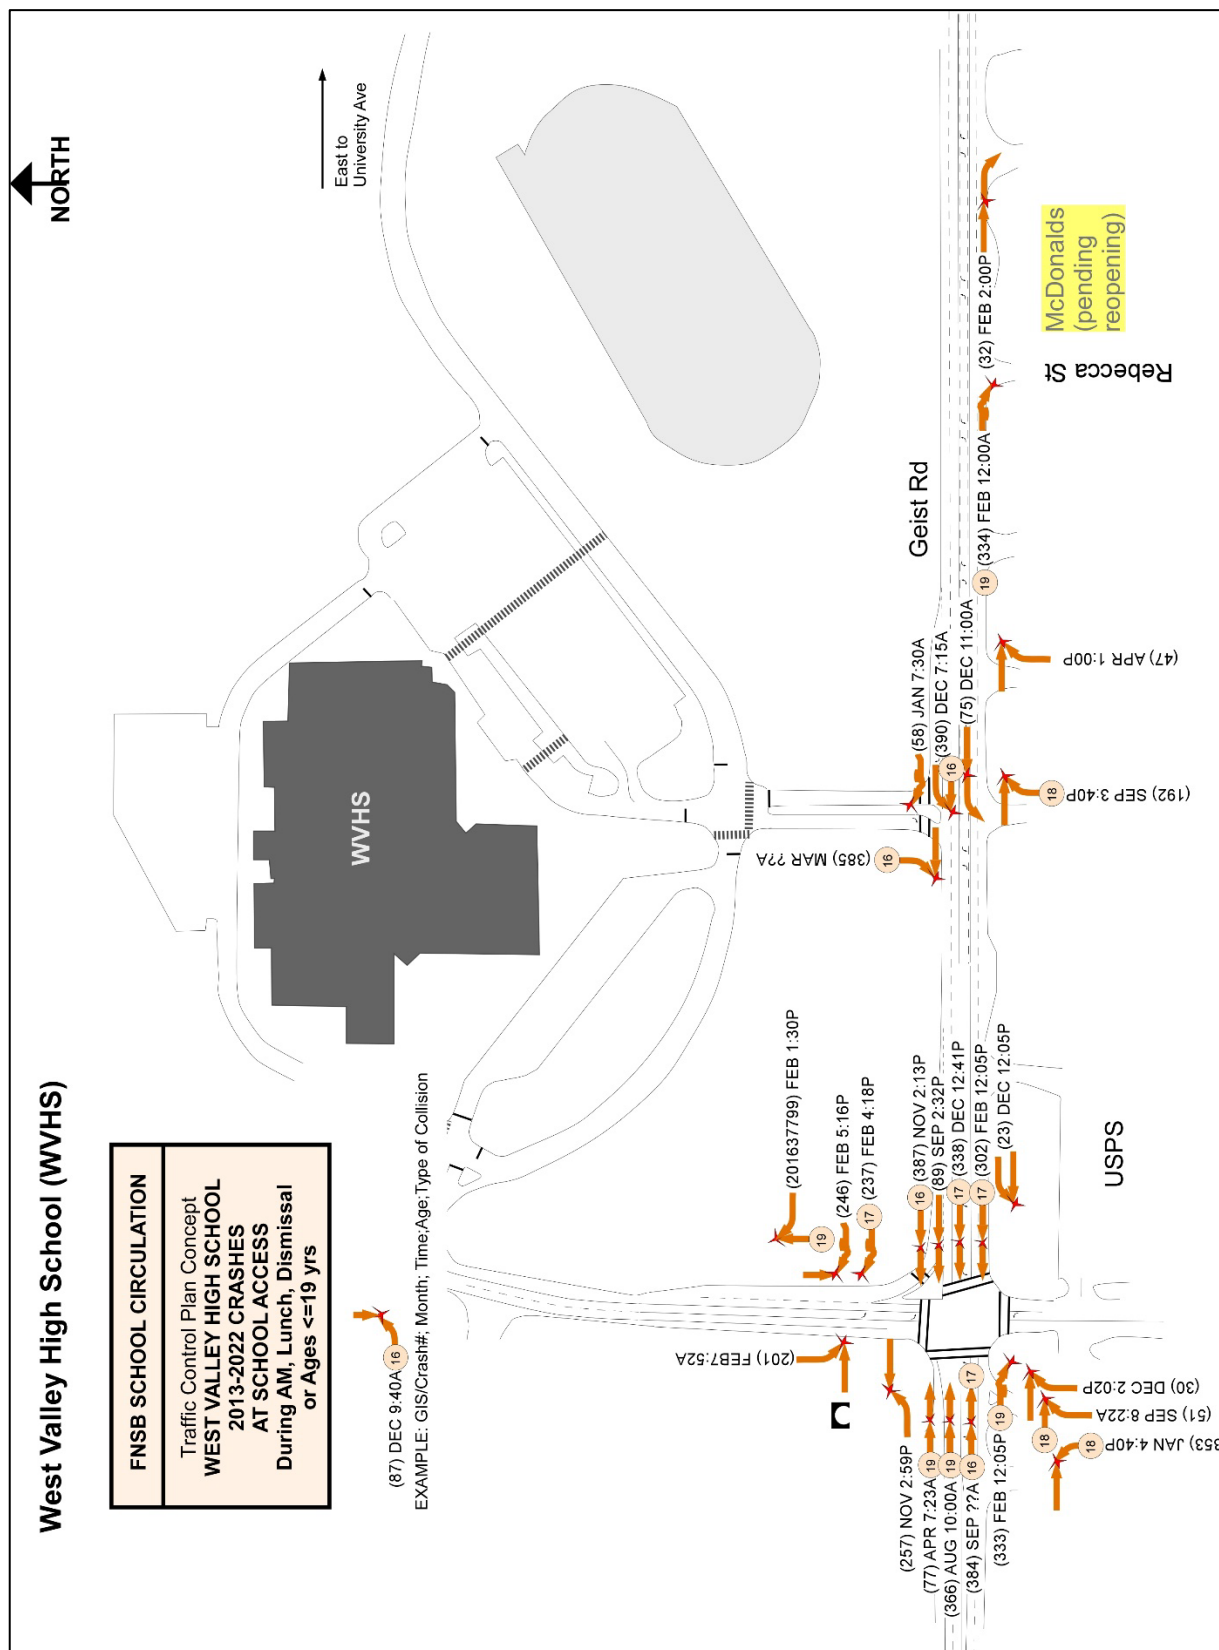 West Valley High School (WVHS)
NORTH
FNSB SCHOOL CIRCULATION
Traffic Control Plan Concept
WEST VALLEY HIGH SCHOOL
2013-2022 CRASHES
AT SCHOOL ACCESS
During AM, Lunch, Dismissal
or Ages <=19 yrs
East to
University Ave
(87) DEC 9:40A
16
EXAMPLE: GIS/Crash#; Month; Time;Age;Type of Collision
WVHS
(201637799) FEB 1:30P
19
(246) FEB 5:16P
(237) FEB 4:18P
17
(201) FEB7:52A
C
(257) NOV 2:59P
(77) APR 7:23A
19
(366) AUG 10:00A
19
(384) SEP ??A
16
17
(333) FEB 12:05P
19
(30) DEC 2:02P
(51) SEP 8:22A
18
353) JAN 4:40P
18
(387) NOV 2:13P
16
(89) SEP 2:32P
(338) DEC 12:41P
17
(302) FEB 12:05P
17
(23) DEC 12:05P
USPS
(385) MAR ??A
16
(58) JAN 7:30A
(390) DEC 7:15A
16
(75) DEC 11:00A
(192) SEP 3:40P
18
(47) APR 1:00P
Geist Rd
19
(334) FEB 12:00A
(32) FEB 2:00P
Rebecca St
McDonalds
(pending
reopening)